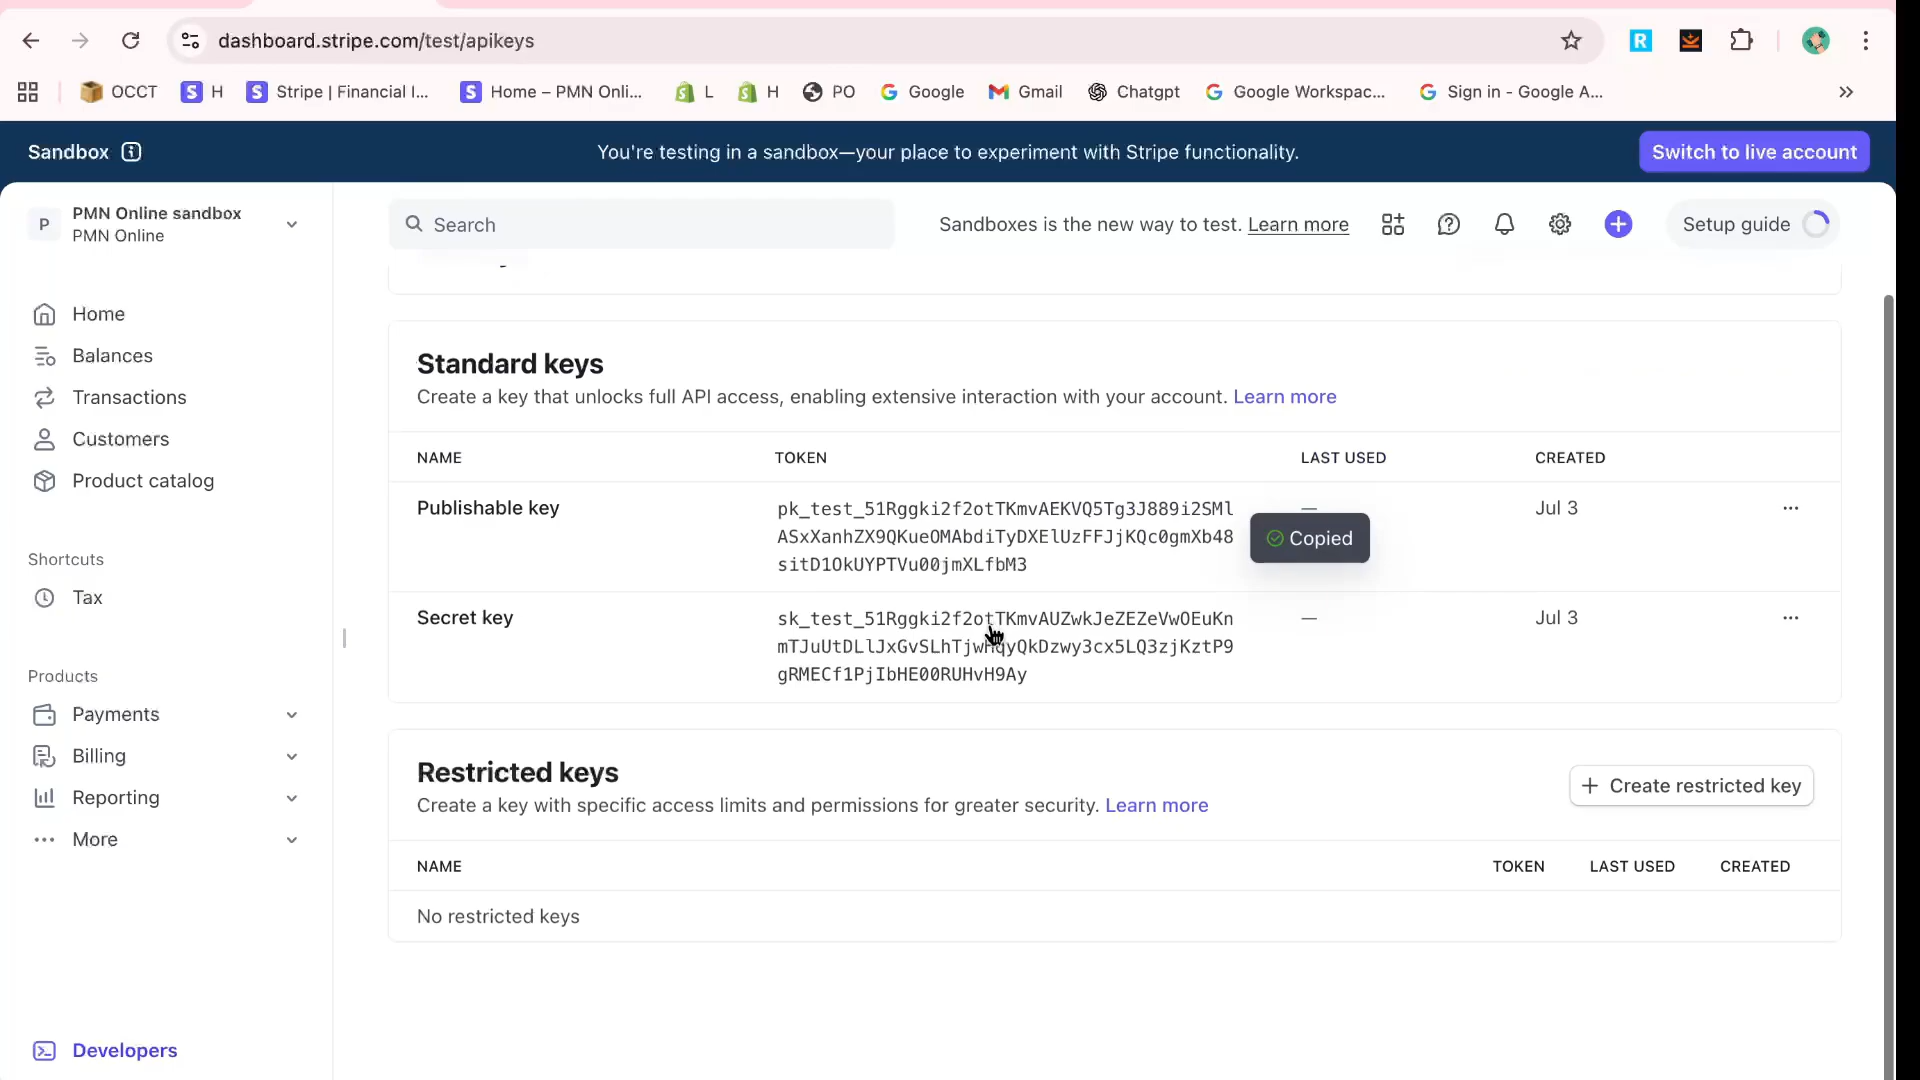 dashboard.stripe.com/test/apikeys
OCCT
H
Stripe | Financial I...
Home – PMN Onli...
L
H
PO
Google
Gmail
Chatgpt
Google Workspac...
Sign in - Google A...
Sandbox
You're testing in a sandbox—your place to experiment with Stripe functionality.
Switch to live account
P
PMN Online sandbox
PMN Online
Search
Sandboxes is the new way to test. Learn more
Setup guide
Home
Balances
Transactions
Customers
Product catalog
Shortcuts
Tax
Products
Payments
Billing
Reporting
More
Developers
Standard keys
Create a key that unlocks full API access, enabling extensive interaction with your account. Learn more
NAME
TOKEN
LAST USED
CREATED
Publishable key
pk_test_51Rggki2f2otTKmvAEKVQ5Tg3J889i2SMl
ASxXanhZX9QKueOMAbdiTyDXElUzFFJjKQc0gmXb48
sitD1OkUYPTVu00jmXLfbM3
—
Copied
Jul 3
Secret key
sk_test_51Rggki2f2otTKmvAUZwkJeZEZeVwOEuKn
gRMECf1PjIbHE00RUHvH9Ay
—
Jul 3
Restricted keys
Create a key with specific access limits and permissions for greater security. Learn more
Create restricted key
NAME
TOKEN
LAST USED
CREATED
No restricted keys